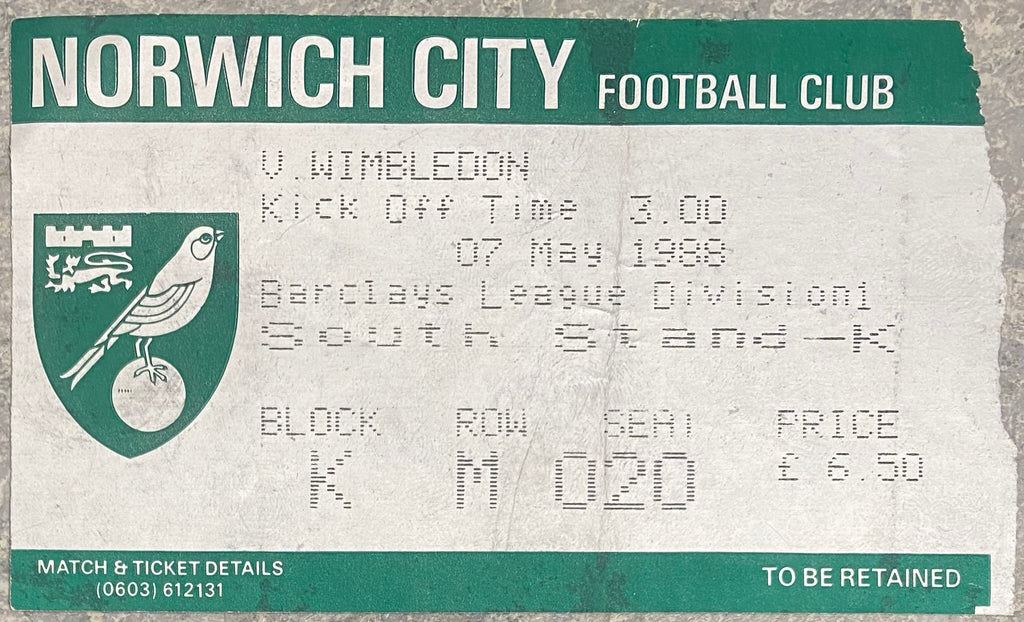 NORWICH CITY FOOTBALL CLUB
V.WIMBLEDON
Kick Off Time 3.00
07 May 1988
Barclays League Division1
South Stand -K
BLOCK ROW SEAT PRICE
K M 020 £ 6.50
MATCH & TICKET DETAILS
(0603) 612131
TO BE RETAINED